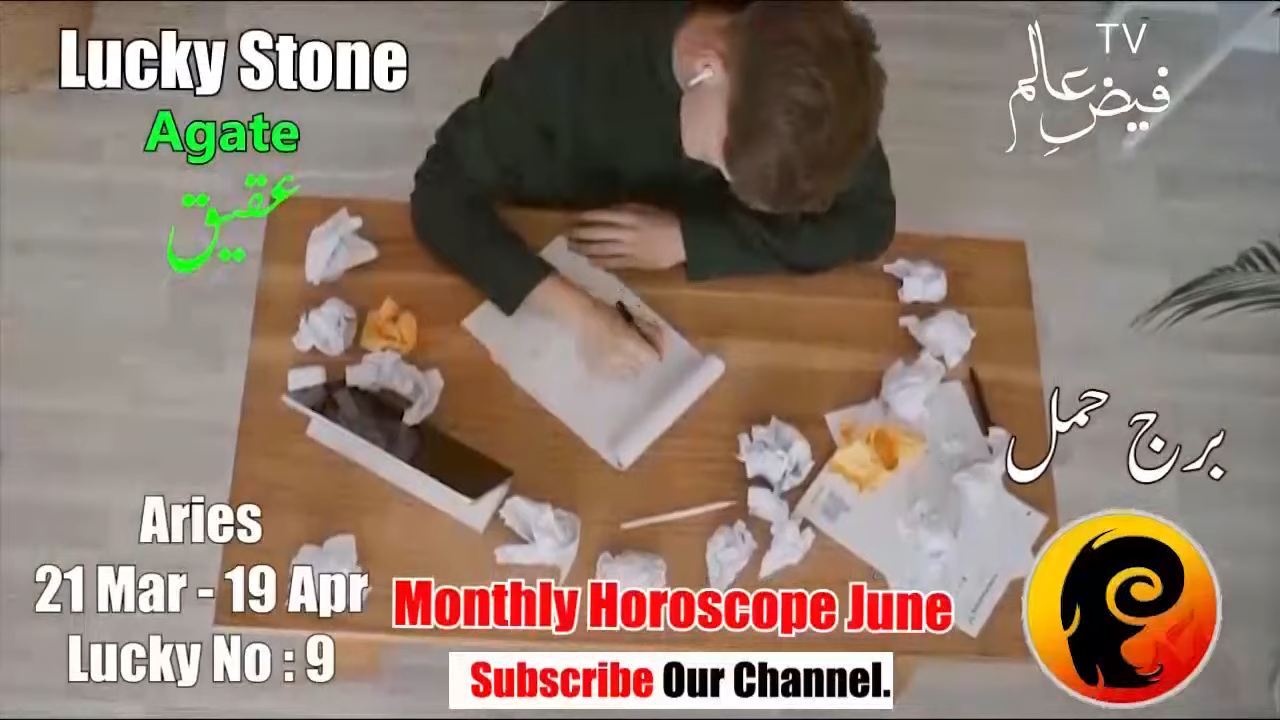 Lucky Stone
Agate
عقیق
TV
فیضِ عالم
برج حمل
Aries
21 Mar - 19 Apr
Lucky No : 9
Monthly Horoscope June
Subscribe Our Channel.